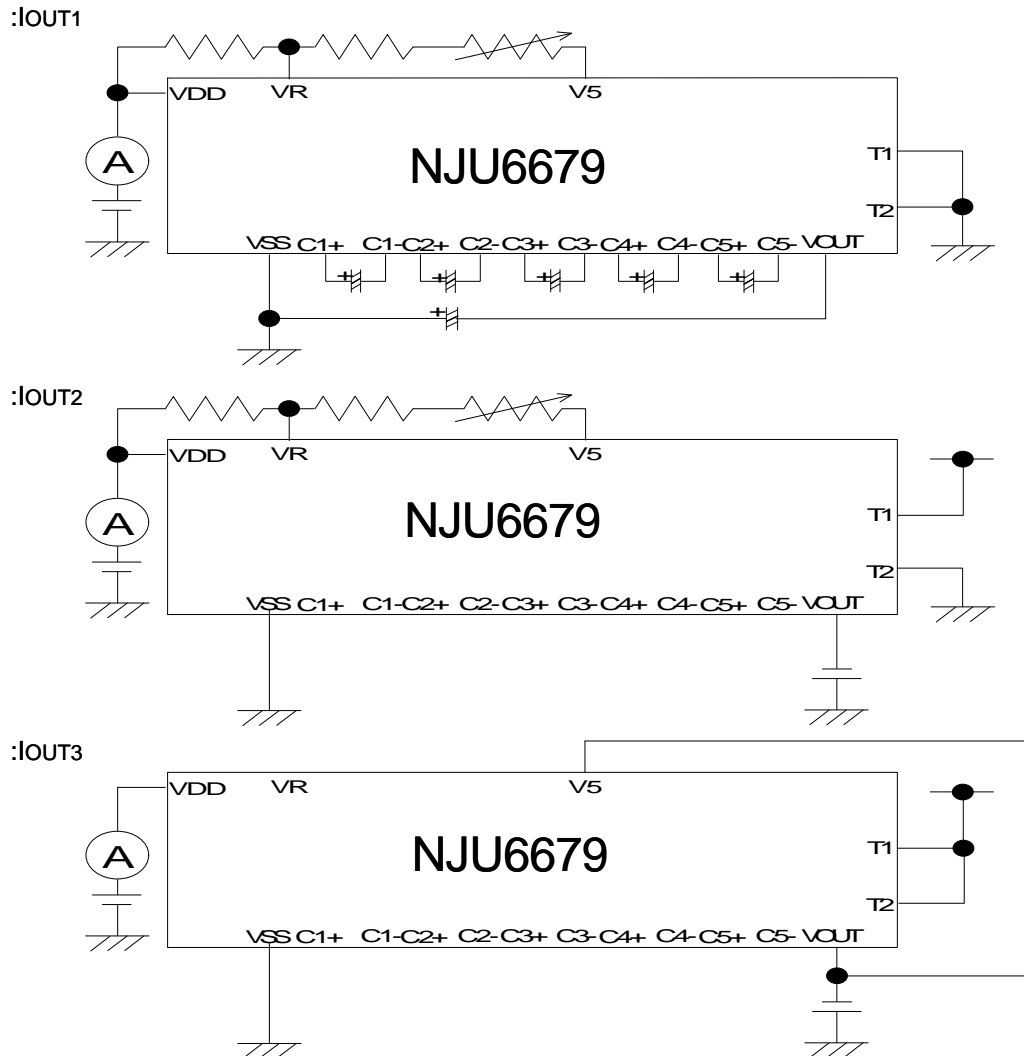 :IOUT1
VDD VR V5
A NJU6679 T1
T2
VSS C1+ C1- C2+ C2- C3+ C3- C4+ C4- C5+ C5- VOUT
+ + + + +
+
:IOUT2
VDD VR V5
A NJU6679 T1
T2
VSS C1+ C1- C2+ C2- C3+ C3- C4+ C4- C5+ C5- VOUT
:IOUT3
VDD VR V5
A NJU6679 T1
T2
VSS C1+ C1- C2+ C2- C3+ C3- C4+ C4- C5+ C5- VOUT